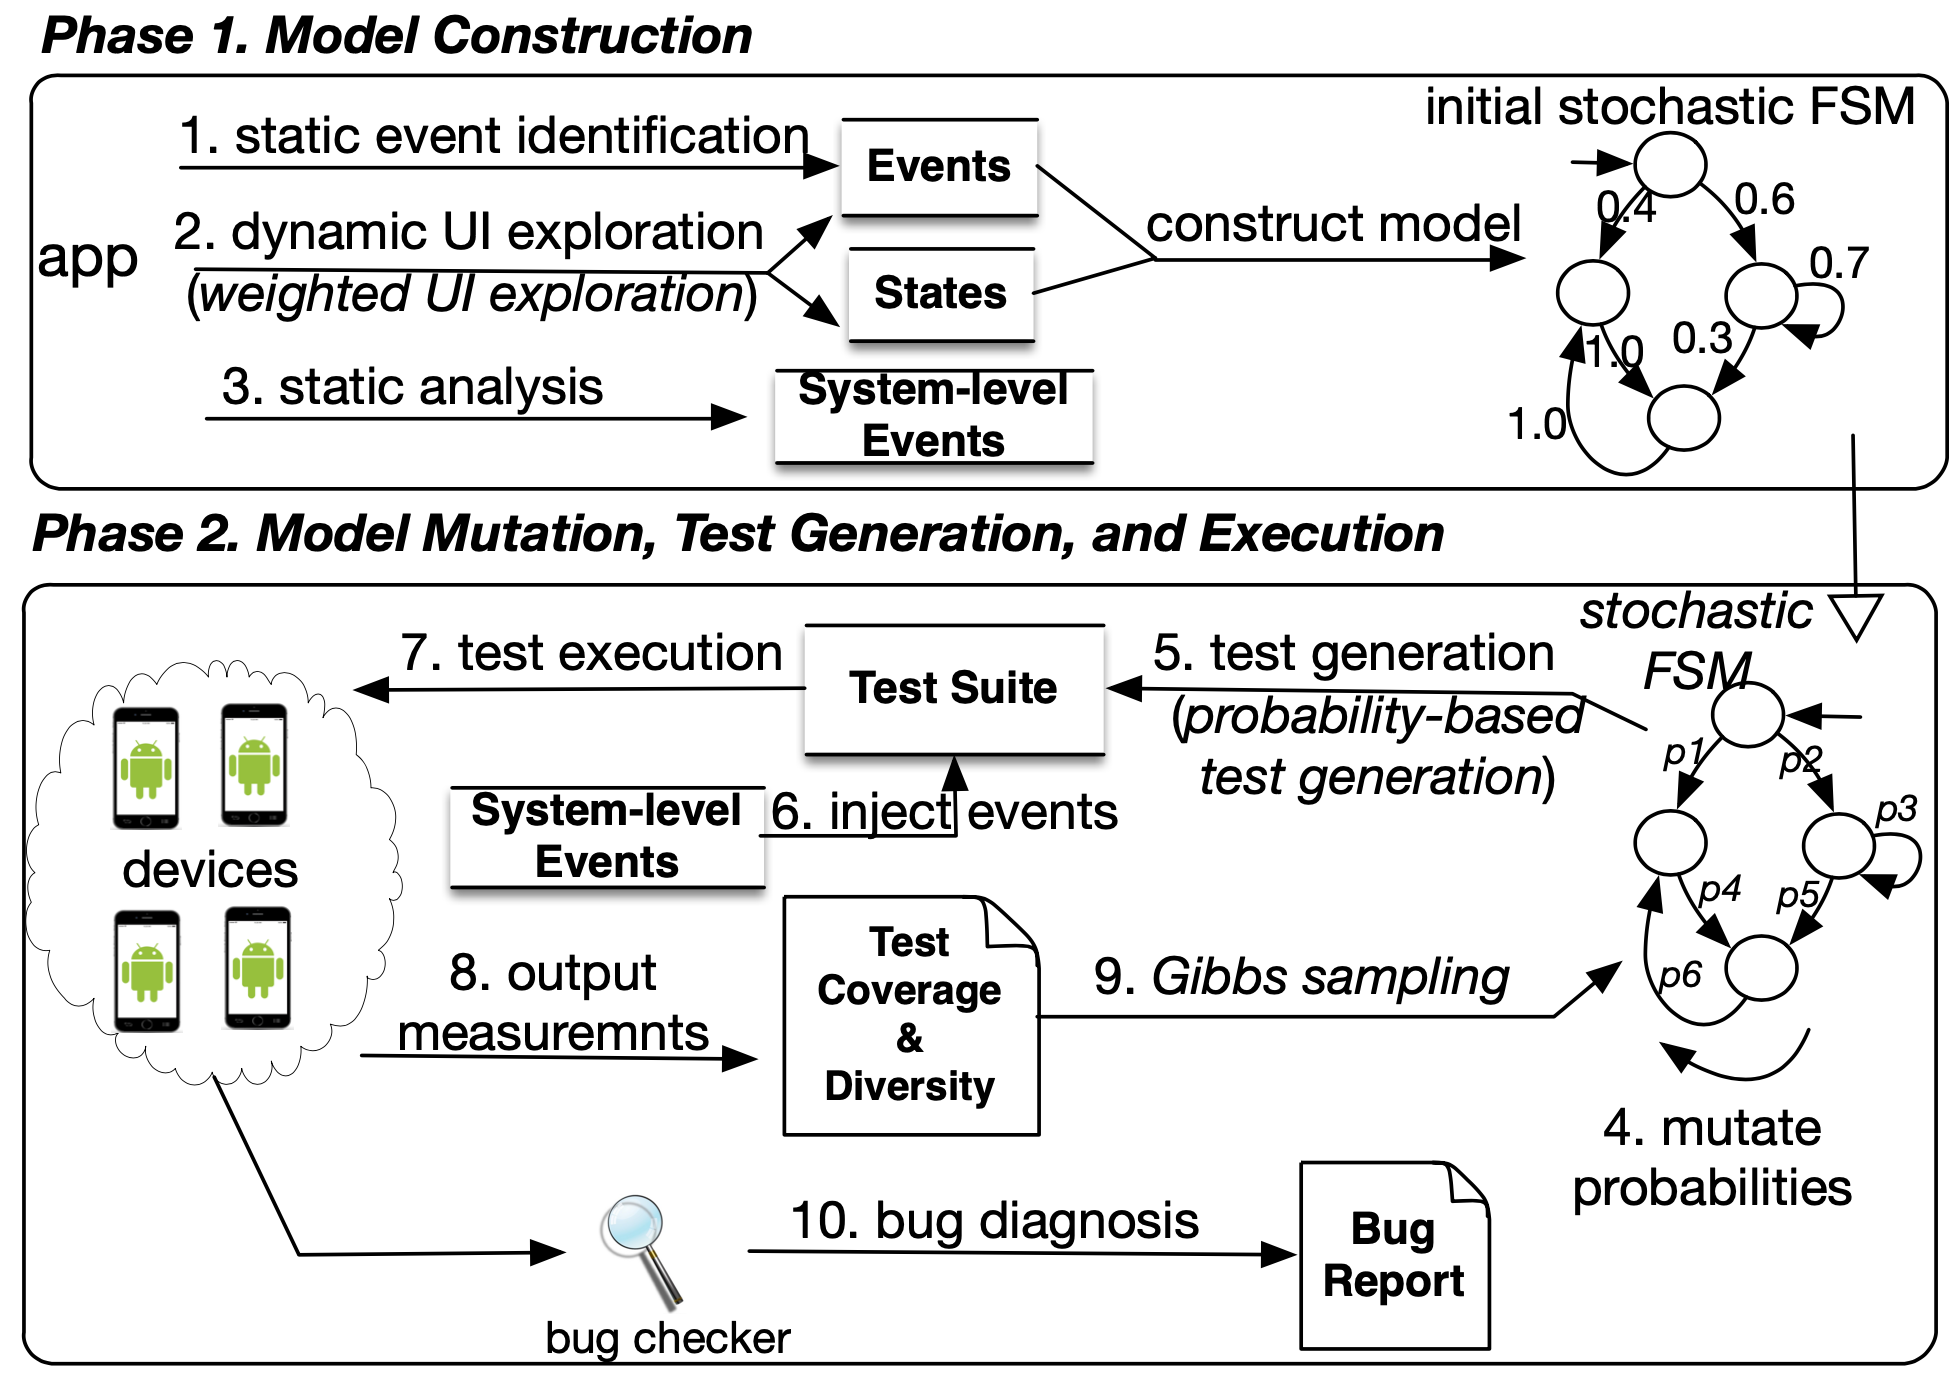 Phase 1. Model Construction
initial stochastic FSM
1. static event identification
Events
2. dynamic UI exploration
(weighted UI exploration)
app
States
construct model
3. static analysis
System-level
Events
0.4
0.6
0.7
1.0
0.3
1.0
Phase 2. Model Mutation, Test Generation, and Execution
stochastic
FSM
7. test execution
Test Suite
5. test generation
(probability-based
test generation)
p1
p2
p3
p4
p5
p6
System-level
Events
6. inject events
devices
8. output
measuremnts
Test
Coverage
&
Diversity
9. Gibbs sampling
4. mutate
probabilities
bug checker
10. bug diagnosis
Bug
Report